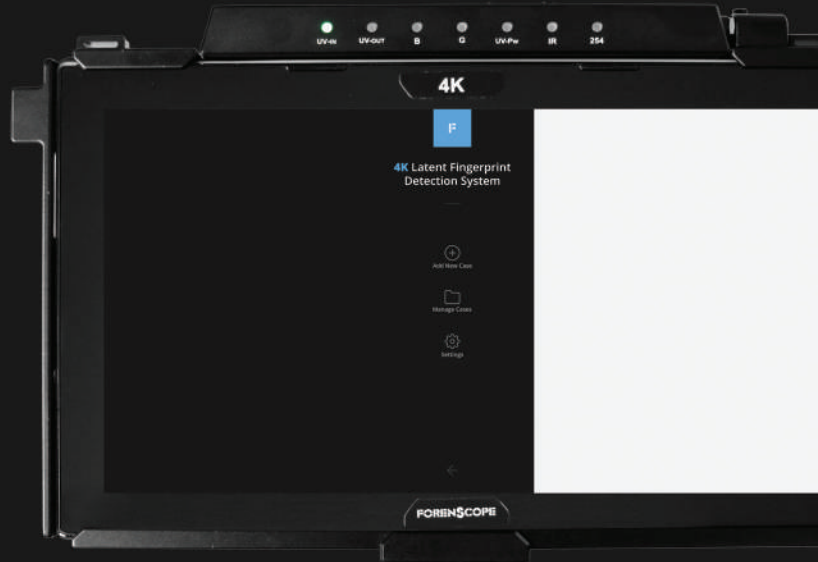 UV-IN UV-OUT B G UV-PW IR 254
4K
F
4K Latent Fingerprint
Detection System
Add New Case
Manage Cases
Settings
FORENSCOPE